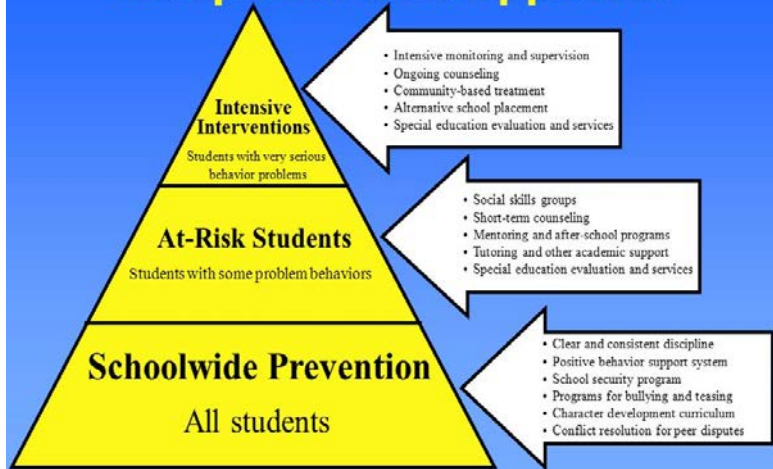 Intensive
Interventions
Students with very serious
behavior problems
• Intensive monitoring and supervision
• Ongoing counseling
• Community-based treatment
• Alternative school placement
• Special education evaluation and services
At-Risk Students
Students with some problem behaviors
• Social skills groups
• Short-term counseling
• Mentoring and after-school programs
• Tutoring and other academic support
• Special education evaluation and services
Schoolwide Prevention
All students
• Clear and consistent discipline
• Positive behavior support system
• School security program
• Programs for bullying and teasing
• Character development curriculum
• Conflict resolution for peer disputes